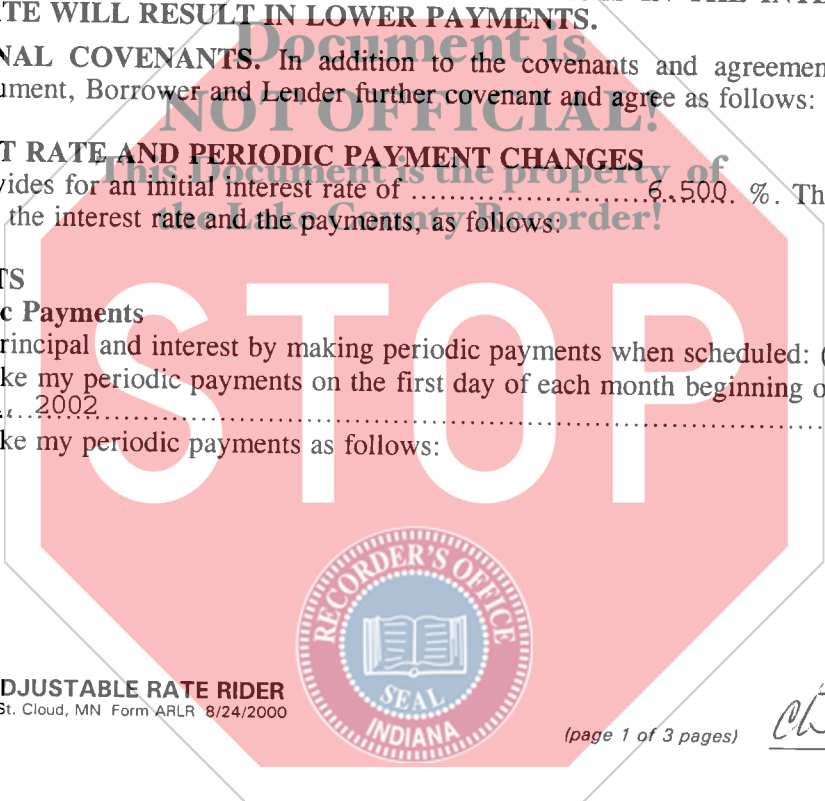 TE WILL RESULT IN LOWER PAYMENTS.
Document is
NAL COVENANTS. In addition to the covenants and agreemen
ument, Borrower and Lender further covenant and agree as follows:
NOT OFFICIAL!
T RATE AND PERIODIC PAYMENT CHANGES
This Document is the property of
vides for an initial interest rate of ........................6.500. %. Th
the interest rate and the payments, as follows:
the Lake County Recorder!
TS
c Payments
rincipal and interest by making periodic payments when scheduled: (
ke my periodic payments on the first day of each month beginning o
., 2002
ke my periodic payments as follows:
STOP
RECORDER'S OFFICE
SEAL
INDIANA
DJUSTABLE RATE RIDER
St. Cloud, MN Form ARLR 8/24/2000
(page 1 of 3 pages)